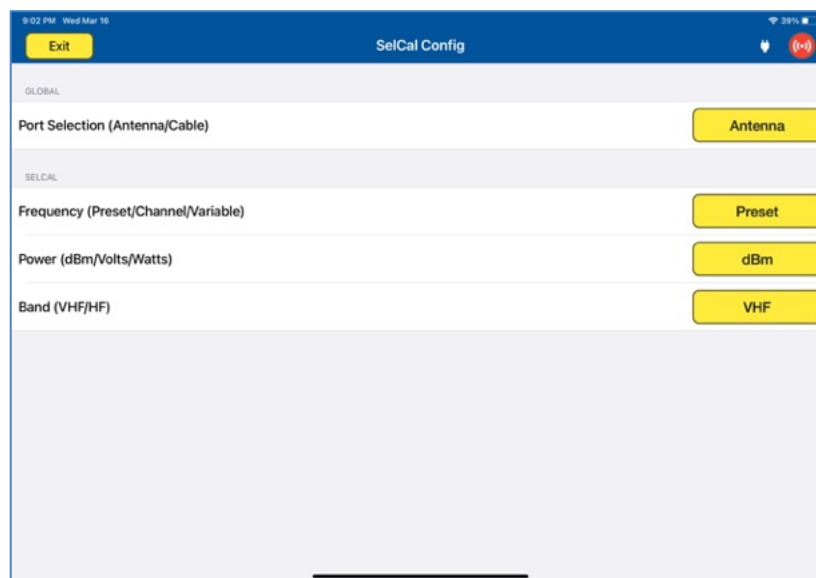 9:02 PM Wed Mar 16
39%
Exit
SelCal Config
GLOBAL
Port Selection (Antenna/Cable)
Antenna
SELCAL
Frequency (Preset/Channel/Variable)
Preset
Power (dBm/Volts/Watts)
dBm
Band (VHF/HF)
VHF